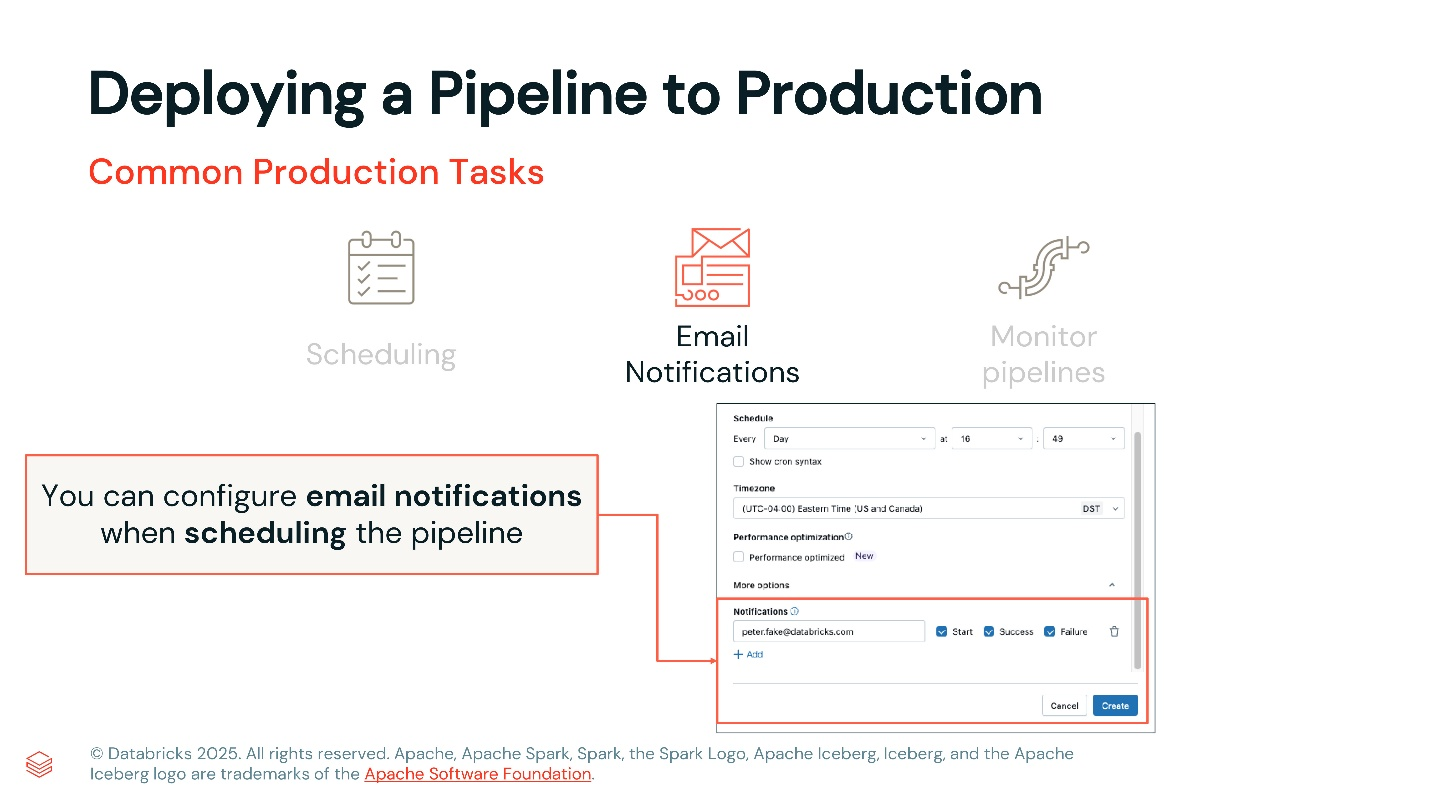 Deploying a Pipeline to Production
Common Production Tasks
Scheduling
Email
Notifications
Monitor
pipelines
You can configure email notifications
when scheduling the pipeline
Schedule
Every Day at 16 : 49
Show cron syntax
Timezone
(UTC-04:00) Eastern Time (US and Canada) DST
Performance optimization
Performance optimized New
More options
Notifications
peter.fake@databricks.com Start Success Failure
+ Add
Cancel Create
© Databricks 2025. All rights reserved. Apache, Apache Spark, Spark, the Spark Logo, Apache Iceberg, Iceberg, and the Apache
Iceberg logo are trademarks of the Apache Software Foundation.